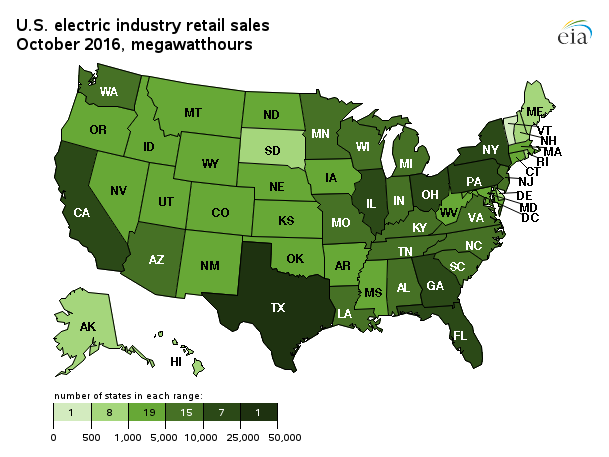 U.S. electric industry retail sales
October 2016, megawatthours
eia
WA
MT
ND
MN
ME
OR
ID
SD
WI
MI
NY
VT
NH
MA
RI
CT
WY
NE
IA
PA
NJ
NV
UT
CO
IL
IN
OH
DE
MD
DC
CA
KS
MO
WV
VA
KY
AZ
NM
OK
AR
TN
NC
SC
TX
LA
MS
AL
GA
FL
AK
HI
number of states in each range:
1 8 19 15 7 1
0 500 1,000 5,000 10,000 25,000 50,000